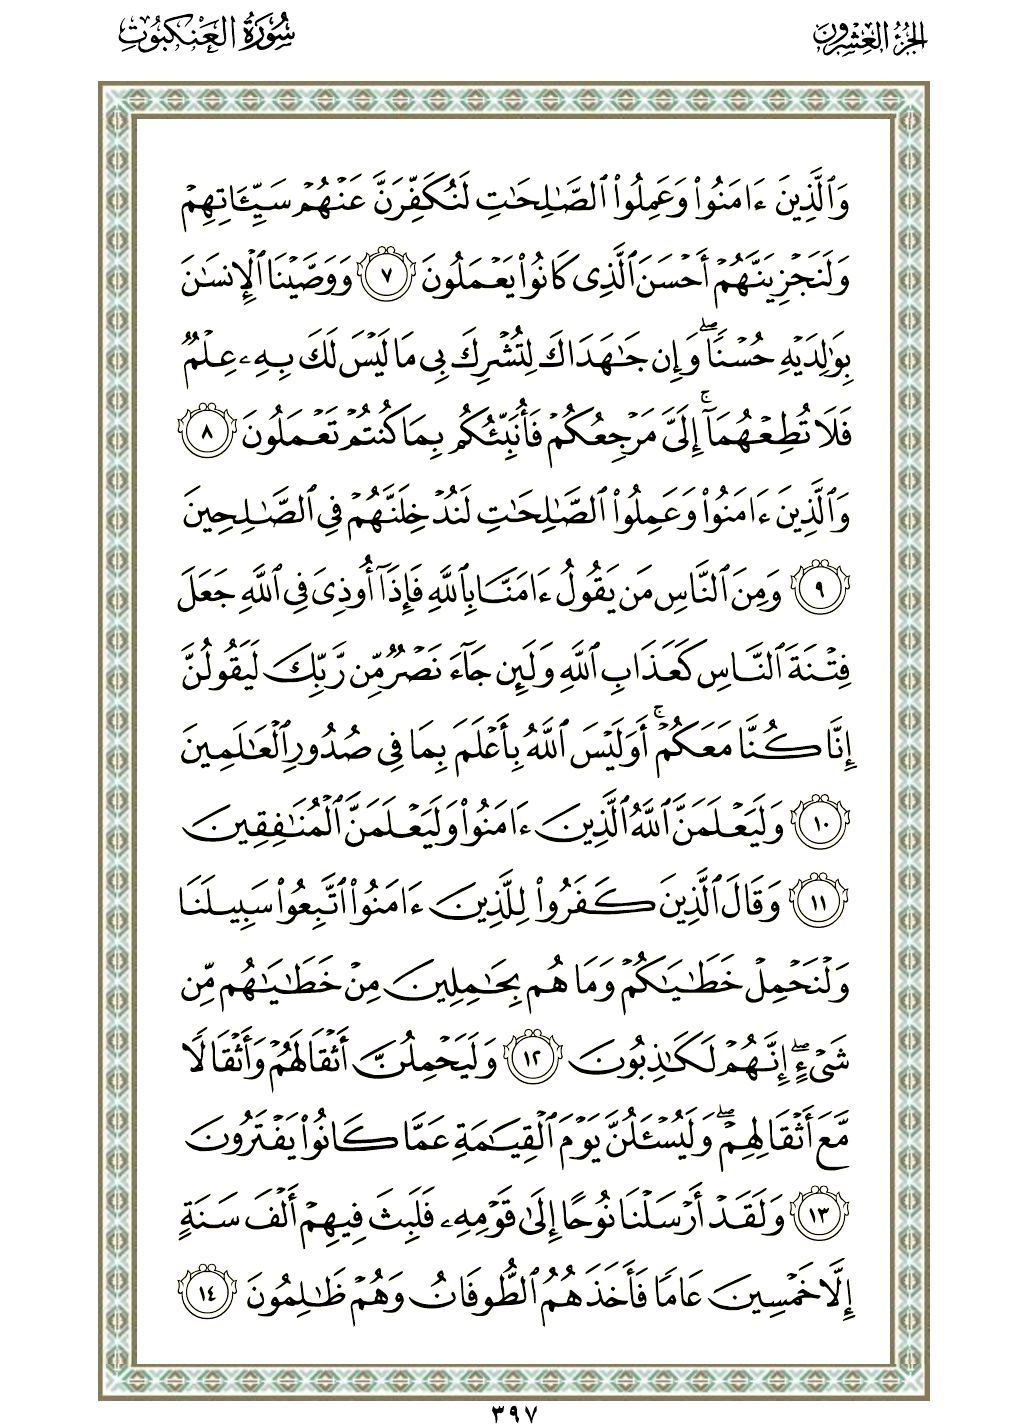 الجزء العشرون
سورة العنكبوت
وَٱلَّذِينَ ءَامَنُوا۟ وَعَمِلُوا۟ ٱلصَّـٰلِحَـٰتِ لَنُكَفِّرَنَّ عَنْهُمْ سَيِّـَٔاتِهِمْ
وَلَنَجْزِيَنَّهُمْ أَحْسَنَ ٱلَّذِى كَانُوا۟ يَعْمَلُونَ ٧ وَوَصَّيْنَا ٱلْإِنسَـٰنَ
بِوَٰلِدَيْهِ حُسْنًا ۖ وَإِن جَـٰهَدَاكَ لِتُشْرِكَ بِى مَا لَيْسَ لَكَ بِهِۦ عِلْمٌ
فَلَا تُطِعْهُمَآ ۚ إِلَىَّ مَرْجِعُكُمْ فَأُنَبِّئُكُم بِمَا كُنتُمْ تَعْمَلُونَ ٨
وَٱلَّذِينَ ءَامَنُوا۟ وَعَمِلُوا۟ ٱلصَّـٰلِحَـٰتِ لَنُدْخِلَنَّهُمْ فِى ٱلصَّـٰلِحِينَ
٩ وَمِنَ ٱلنَّاسِ مَن يَقُولُ ءَامَنَّا بِٱللَّهِ فَإِذَآ أُوذِىَ فِى ٱللَّهِ جَعَلَ
فِتْنَةَ ٱلنَّاسِ كَعَذَابِ ٱللَّهِ وَلَئِن جَآءَ نَصْرٌ مِّن رَّبِّكَ لَيَقُولُنَّ
إِنَّا كُنَّا مَعَكُمْ ۚ أَوَلَيْسَ ٱللَّهُ بِأَعْلَمَ بِمَا فِى صُدُورِ ٱلْعَـٰلَمِينَ
١٠ وَلَيَعْلَمَنَّ ٱللَّهُ ٱلَّذِينَ ءَامَنُوا۟ وَلَيَعْلَمَنَّ ٱلْمُنَـٰفِقِينَ
١١ وَقَالَ ٱلَّذِينَ كَفَرُوا۟ لِلَّذِينَ ءَامَنُوا۟ ٱتَّبِعُوا۟ سَبِيلَنَا
وَلْنَحْمِلْ خَطَـٰيَـٰكُمْ وَمَا هُم بِحَـٰمِلِينَ مِنْ خَطَـٰيَـٰهُم مِّن
شَىْءٍ ۖ إِنَّهُمْ لَكَـٰذِبُونَ ١٢ وَلَيَحْمِلُنَّ أَثْقَالَهُمْ وَأَثْقَالًا
مَّعَ أَثْقَالِهِمْ ۖ وَلَيُسْـَٔلُنَّ يَوْمَ ٱلْقِيَـٰمَةِ عَمَّا كَانُوا۟ يَفْتَرُونَ
١٣ وَلَقَدْ أَرْسَلْنَا نُوحًا إِلَىٰ قَوْمِهِۦ فَلَبِثَ فِيهِمْ أَلْفَ سَنَةٍ
إِلَّا خَمْسِينَ عَامًا فَأَخَذَهُمُ ٱلطُّوفَانُ وَهُمْ ظَـٰلِمُونَ ١٤
٣٩٧